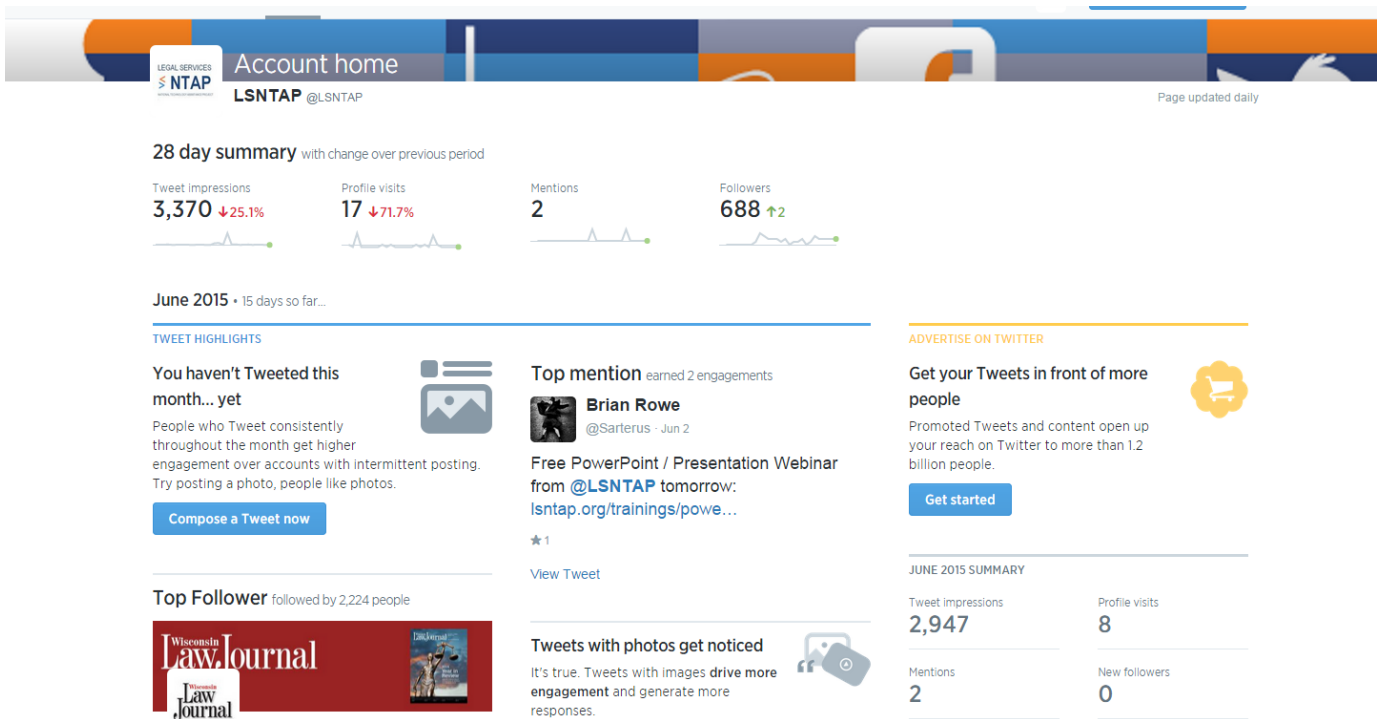 LEGAL SERVICES
NTAP
Account home
LSNTAP @LSNTAP
Page updated daily
28 day summary with change over previous period
Tweet impressions
3,370 ↓25.1%
Profile visits
17 ↓71.7%
Mentions
2
Followers
688 ↑2
June 2015 • 15 days so far...
TWEET HIGHLIGHTS
You haven't Tweeted this
month... yet
People who Tweet consistently
throughout the month get higher
engagement over accounts with intermittent posting.
Try posting a photo, people like photos.
Compose a Tweet now
Top Follower followed by 2,224 people
Wisconsin
Law Journal
Law Journal
Wisconsin
Law
Journal
Top mention earned 2 engagements
Brian Rowe
@Sarterus · Jun 2
Free PowerPoint / Presentation Webinar
from @LSNTAP tomorrow:
lsntap.org/trainings/powe…
★ 1
View Tweet
Tweets with photos get noticed
It's true. Tweets with images drive more
engagement and generate more
responses.
ADVERTISE ON TWITTER
Get your Tweets in front of more
people
Promoted Tweets and content open up
your reach on Twitter to more than 1.2
billion people.
Get started
JUNE 2015 SUMMARY
Tweet impressions
2,947
Profile visits
8
Mentions
2
New followers
0